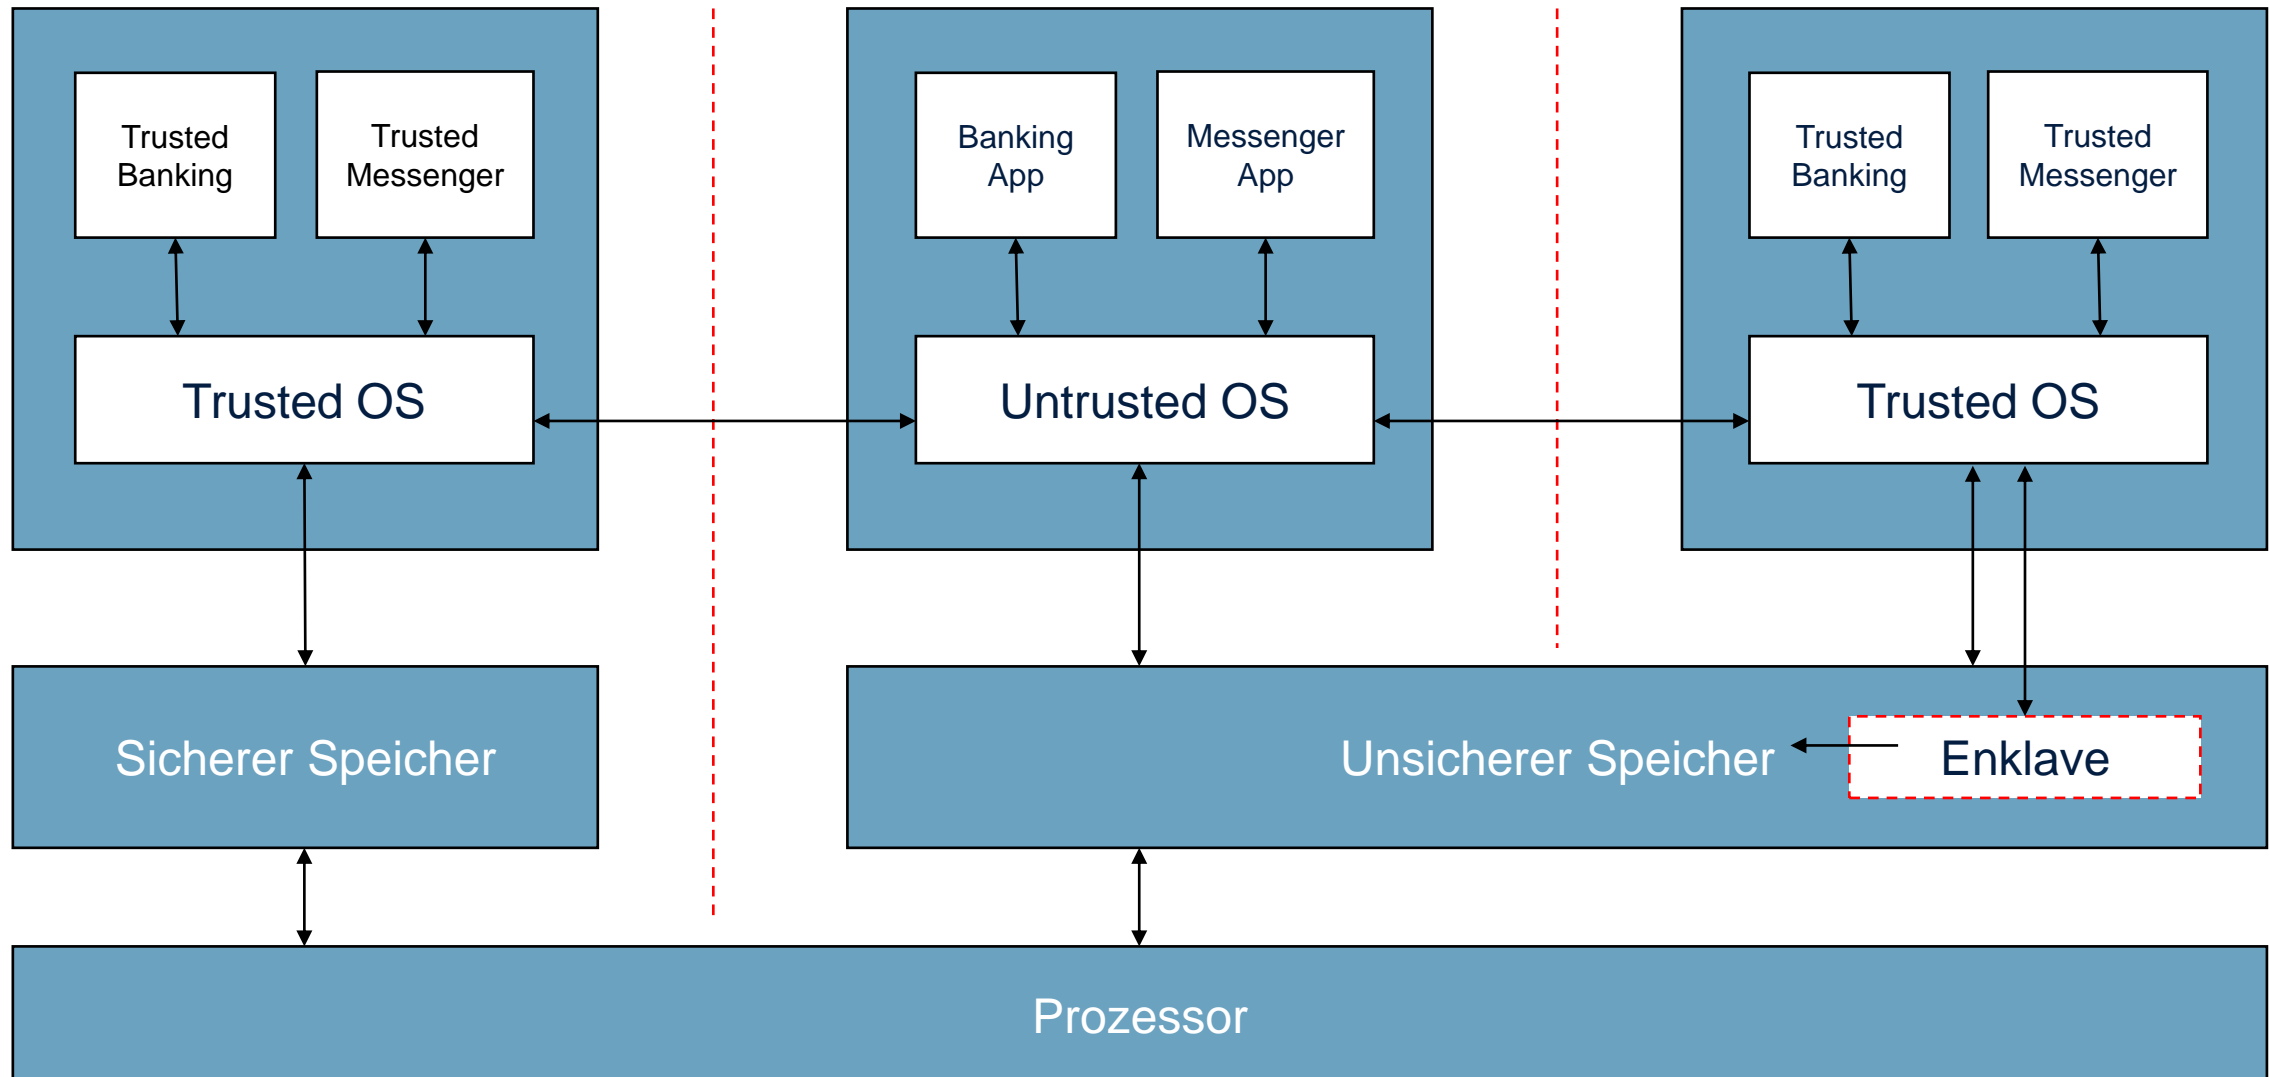 Trusted
Banking
Trusted
Messenger
Banking
App
Messenger
App
Trusted
Banking
Trusted
Messenger
Trusted OS
Untrusted OS
Trusted OS
Sicherer Speicher
Unsicherer Speicher
Enklave
Prozessor